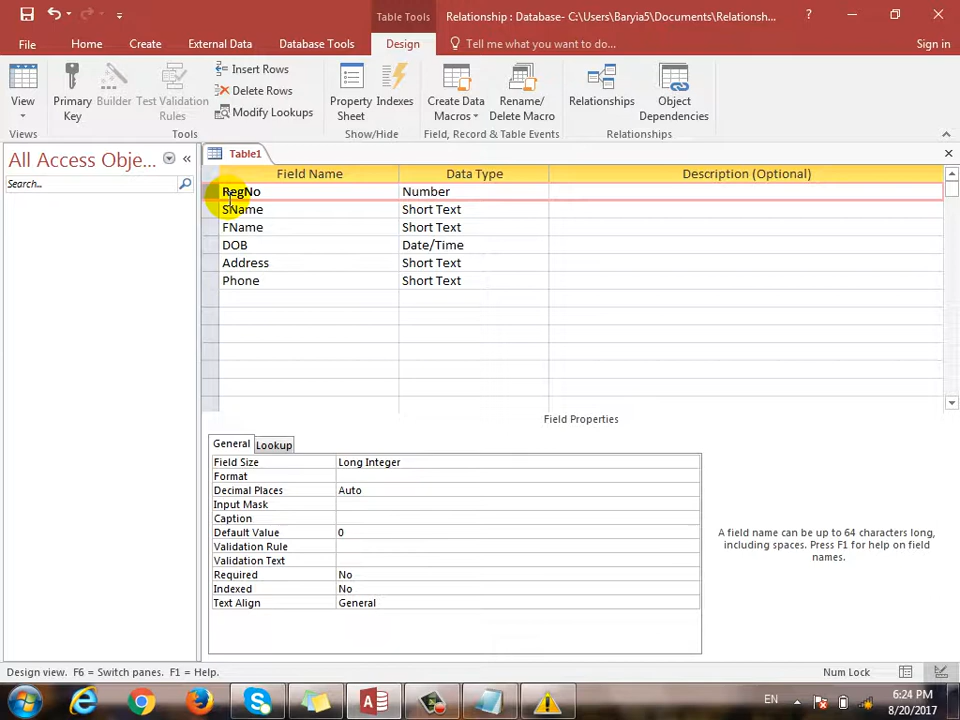 Table Tools
Relationship : Database- C:\Users\Baryia5\Documents\Relationsh...
?
File
Home
Create
External Data
Database Tools
Design
Tell me what you want to do...
Sign in
View
Primary Key
Builder
Test Validation Rules
Insert Rows
Delete Rows
Modify Lookups
Property Sheet
Indexes
Create Data Macros
Rename/ Delete Macro
Relationships
Object Dependencies
Views
Tools
Show/Hide
Field, Record & Table Events
Relationships
All Access Obje...
Search...
Table1
Field Name Data Type Description (Optional)
RegNo Number
SName Short Text
FName Short Text
DOB Date/Time
Address Short Text
Phone Short Text
Field Properties
General Lookup
Field Size Long Integer
Format
Decimal Places Auto
Input Mask
Caption
Default Value 0
Validation Rule
Validation Text
Required No
Indexed No
Text Align General
A field name can be up to 64 characters long,
including spaces. Press F1 for help on field
names.
Design view. F6 = Switch panes. F1 = Help.
Num Lock
EN
6:24 PM
8/20/2017